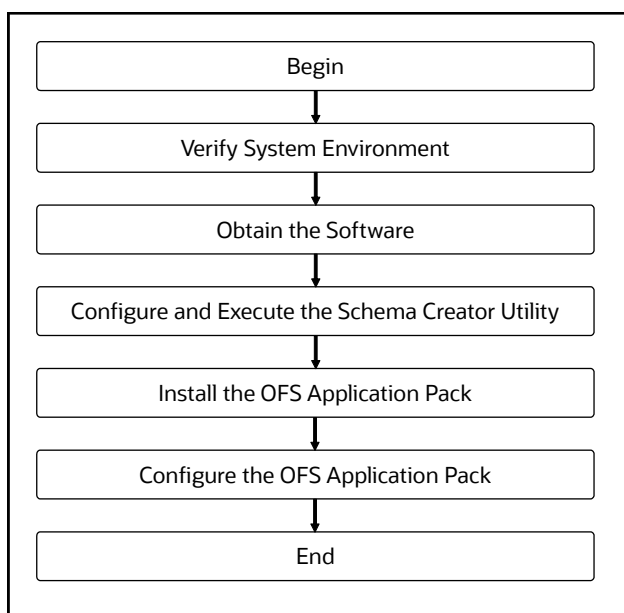 Begin
Verify System Environment
Obtain the Software
Configure and Execute the Schema Creator Utility
Install the OFS Application Pack
Configure the OFS Application Pack
End